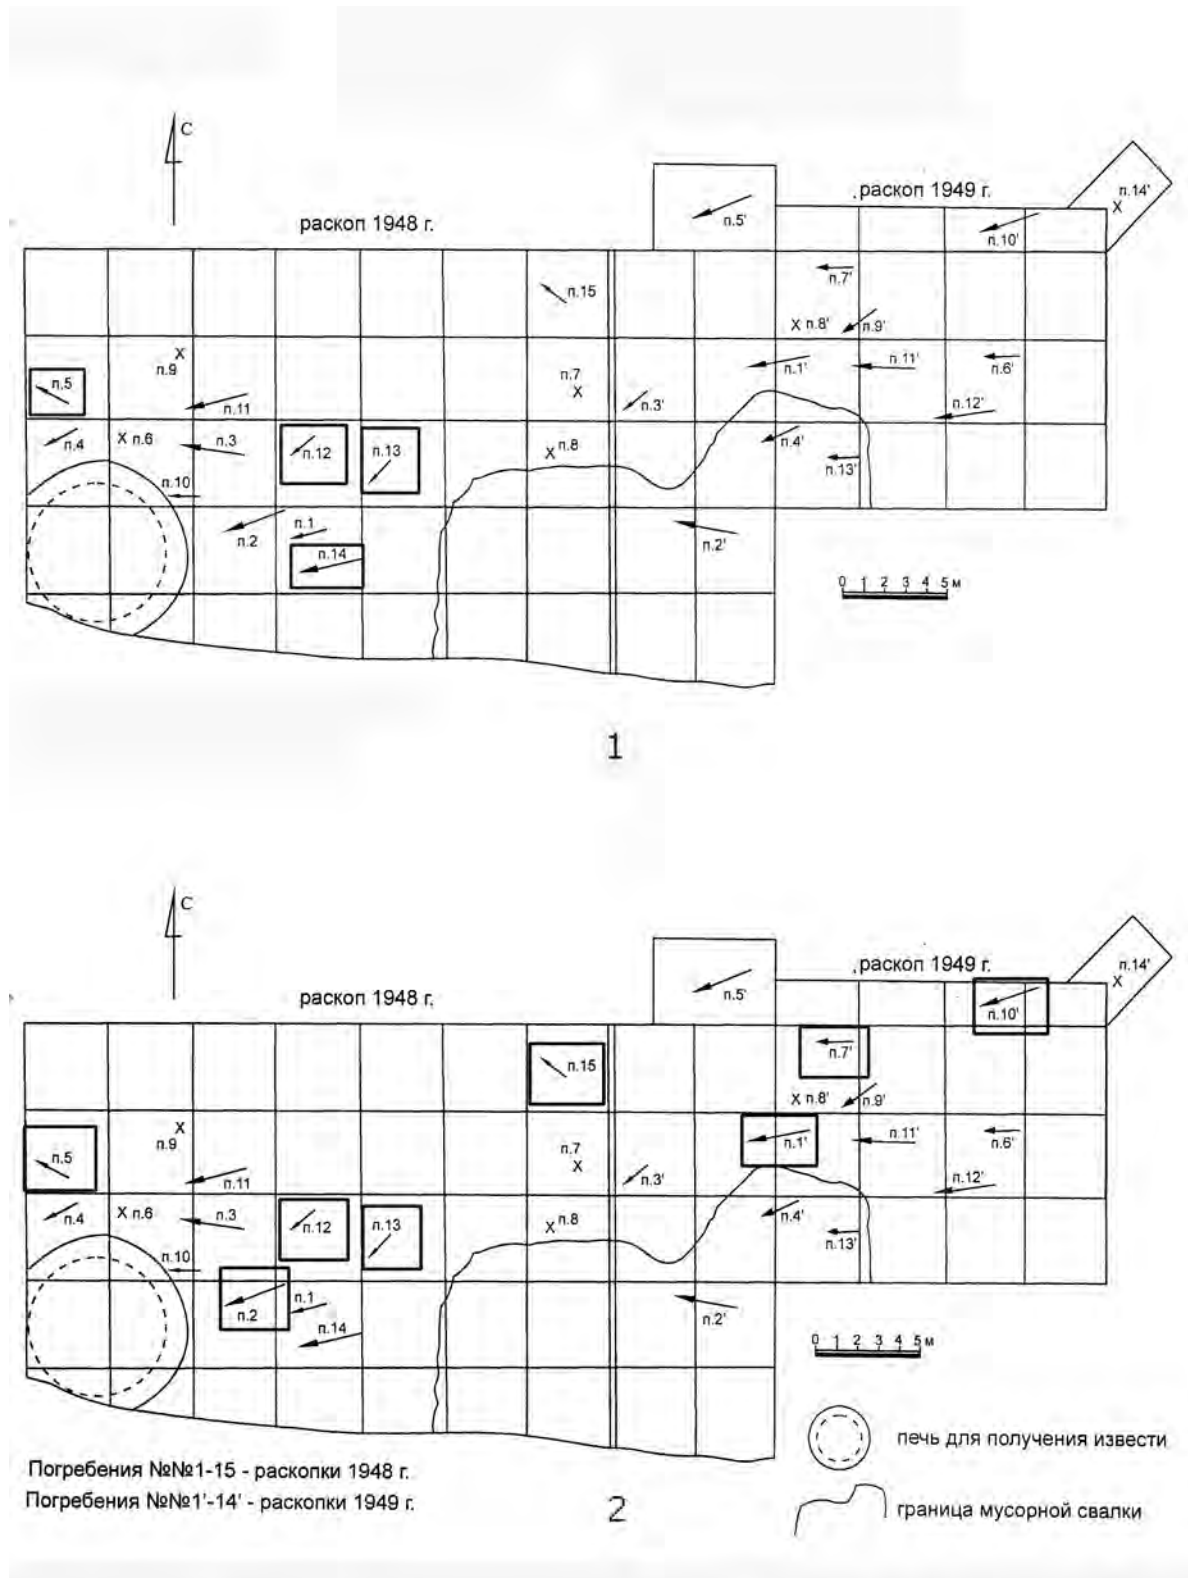 С
раскоп 1948 г.
раскоп 1949 г.
п.14'
п.5'
п.10'
п.7'
п.15
п.8'
п.9'
п.9
п.5
п.7
п.1'
п.11'
п.6'
п.11
п.3'
п.12'
п.4
п.6
п.3
п.12
п.13
п.8
п.4'
п.13'
п.10
п.1
п.2
п.14
п.2'
0 1 2 3 4 5 м
1
С
раскоп 1948 г.
раскоп 1949 г.
п.14'
п.5'
п.10'
п.7'
п.15
п.8'
п.9'
п.9
п.5
п.7
п.1'
п.11'
п.6'
п.11
п.3'
п.12'
п.4
п.6
п.3
п.12
п.13
п.8
п.4'
п.13'
п.10
п.1
п.2
п.14
п.2'
0 1 2 3 4 5 м
печь для получения извести
Погребения №№1-15 - раскопки 1948 г.
Погребения №№1'-14' - раскопки 1949 г.
2
граница мусорной свалки